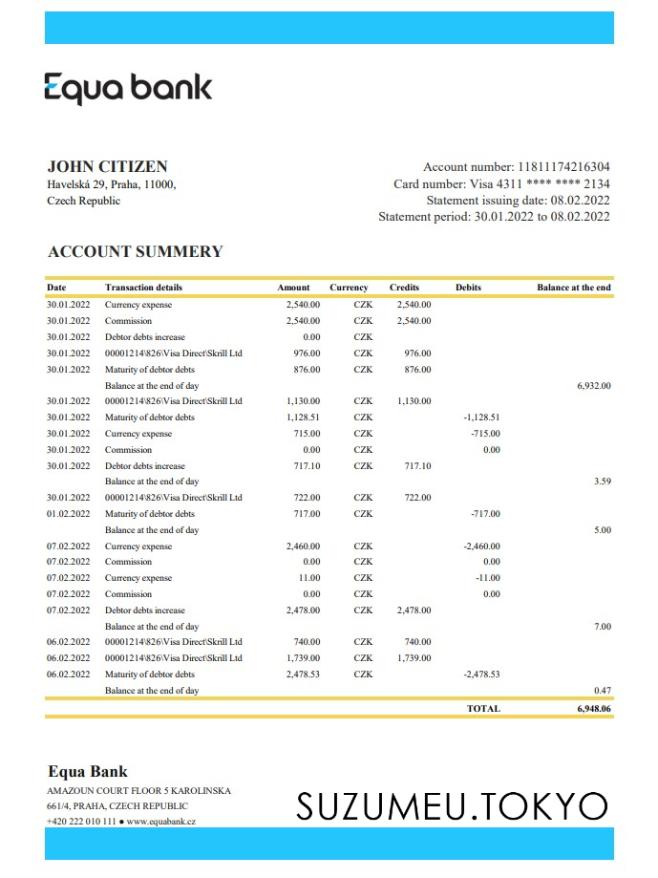 Equa bank
JOHN CITIZEN
Havelská 29, Praha, 11000,
Czech Republic
Account number: 11811174216304
Card number: Visa 4311 **** **** 2134
Statement issuing date: 08.02.2022
Statement period: 30.01.2022 to 08.02.2022
ACCOUNT SUMMERY
Date Transaction details Amount Currency Credits Debits Balance at the end
30.01.2022 Currency expense 2,540.00 CZK 2,540.00
30.01.2022 Commission 2,540.00 CZK 2,540.00
30.01.2022 Debtor debts increase 0.00 CZK
30.01.2022 00001214\826\Visa Direct\Skrill Ltd 976.00 CZK 976.00
30.01.2022 Maturity of debtor debts 876.00 CZK 876.00
Balance at the end of day 6,932.00
30.01.2022 00001214\826\Visa Direct\Skrill Ltd 1,130.00 CZK 1,130.00
30.01.2022 Maturity of debtor debts 1,128.51 CZK -1,128.51
30.01.2022 Currency expense 715.00 CZK -715.00
30.01.2022 Commission 0.00 CZK 0.00
30.01.2022 Debtor debts increase 717.10 CZK 717.10
Balance at the end of day 3.59
30.01.2022 00001214\826\Visa Direct\Skrill Ltd 722.00 CZK 722.00
01.02.2022 Maturity of debtor debts 717.00 CZK -717.00
Balance at the end of day 5.00
07.02.2022 Currency expense 2,460.00 CZK -2,460.00
07.02.2022 Commission 0.00 CZK 0.00
07.02.2022 Currency expense 11.00 CZK -11.00
07.02.2022 Commission 0.00 CZK 0.00
07.02.2022 Debtor debts increase 2,478.00 CZK 2,478.00
Balance at the end of day 7.00
06.02.2022 00001214\826\Visa Direct\Skrill Ltd 740.00 CZK 740.00
06.02.2022 00001214\826\Visa Direct\Skrill Ltd 1,739.00 CZK 1,739.00
06.02.2022 Maturity of debtor debts 2,478.53 CZK -2,478.53
Balance at the end of day 0.47
TOTAL 6,948.06
Equa Bank
AMAZOUN COURT FLOOR 5 KAROLINSKA
661/4, PRAHA, CZECH REPUBLIC
+420 222 010 111 ● www.equabank.cz
SUZUMEU.TOKYO